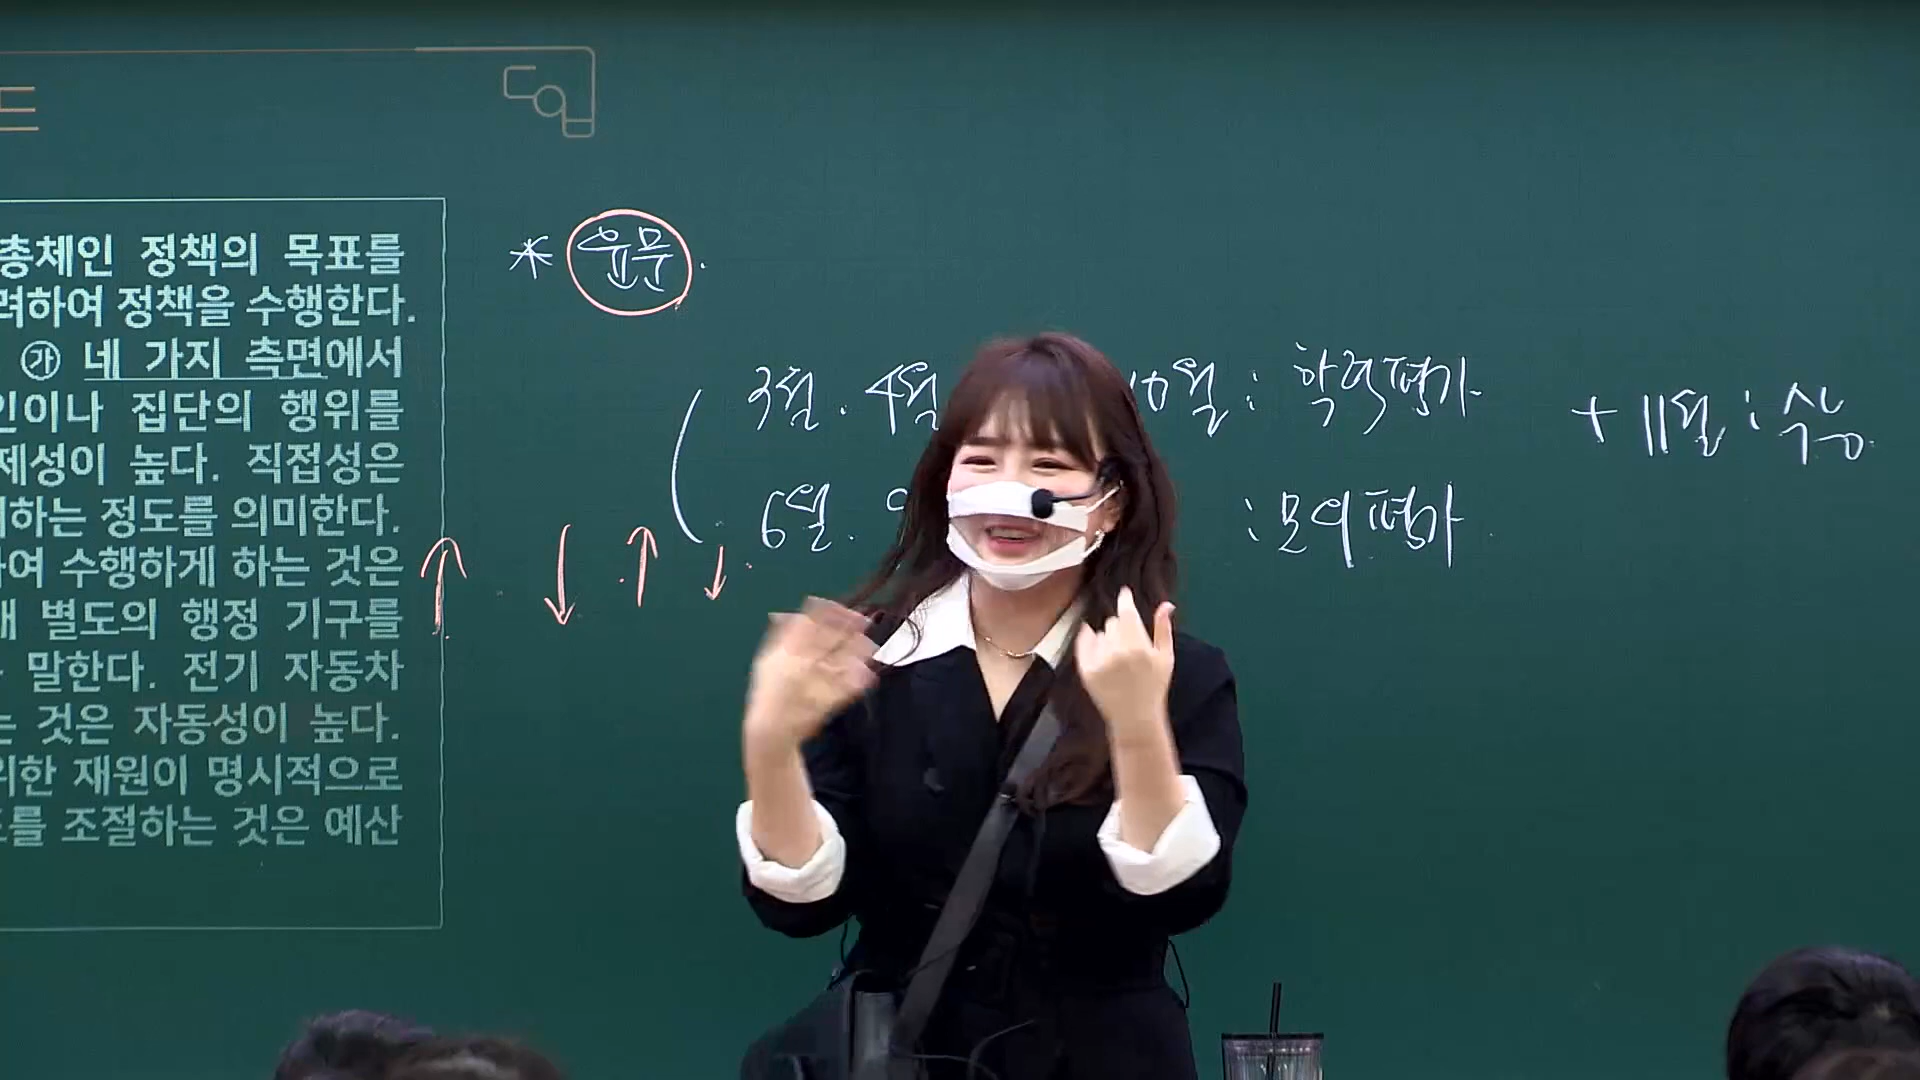 드
총체인 정책의 목표를
려하여 정책을 수행한다.
㉮ 네 가지 측면에서
인이나 집단의 행위를
제성이 높다. 직접성은
하는 정도를 의미한다.
하여 수행하게 하는 것은
별도의 행정 기구를
말한다. 전기 자동차
는 것은 자동성이 높다.
위한 재원이 명시적으로
도를 조절하는 것은 예산
* 윤문.
3월. 4월 10월 : 학력평가 + 11월 : 수능
6월. : 모의평가.